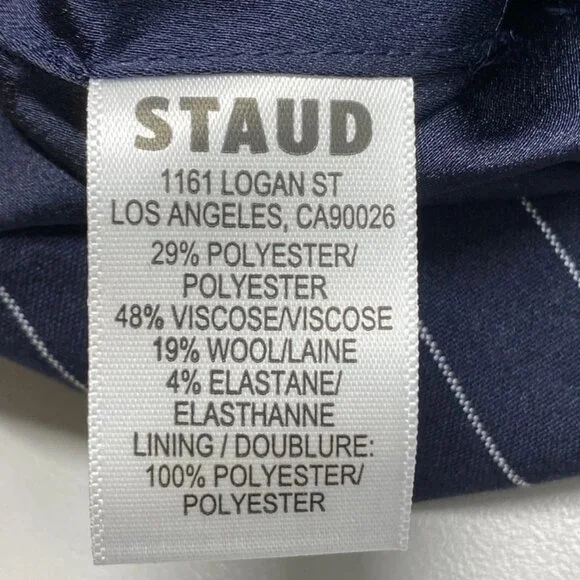 STAUD
1161 LOGAN ST
LOS ANGELES, CA90026
29% POLYESTER/
POLYESTER
48% VISCOSE/VISCOSE
19% WOOL/LAINE
4% ELASTANE/
ELASTHANNE
LINING / DOUBLURE:
100% POLYESTER/
POLYESTER